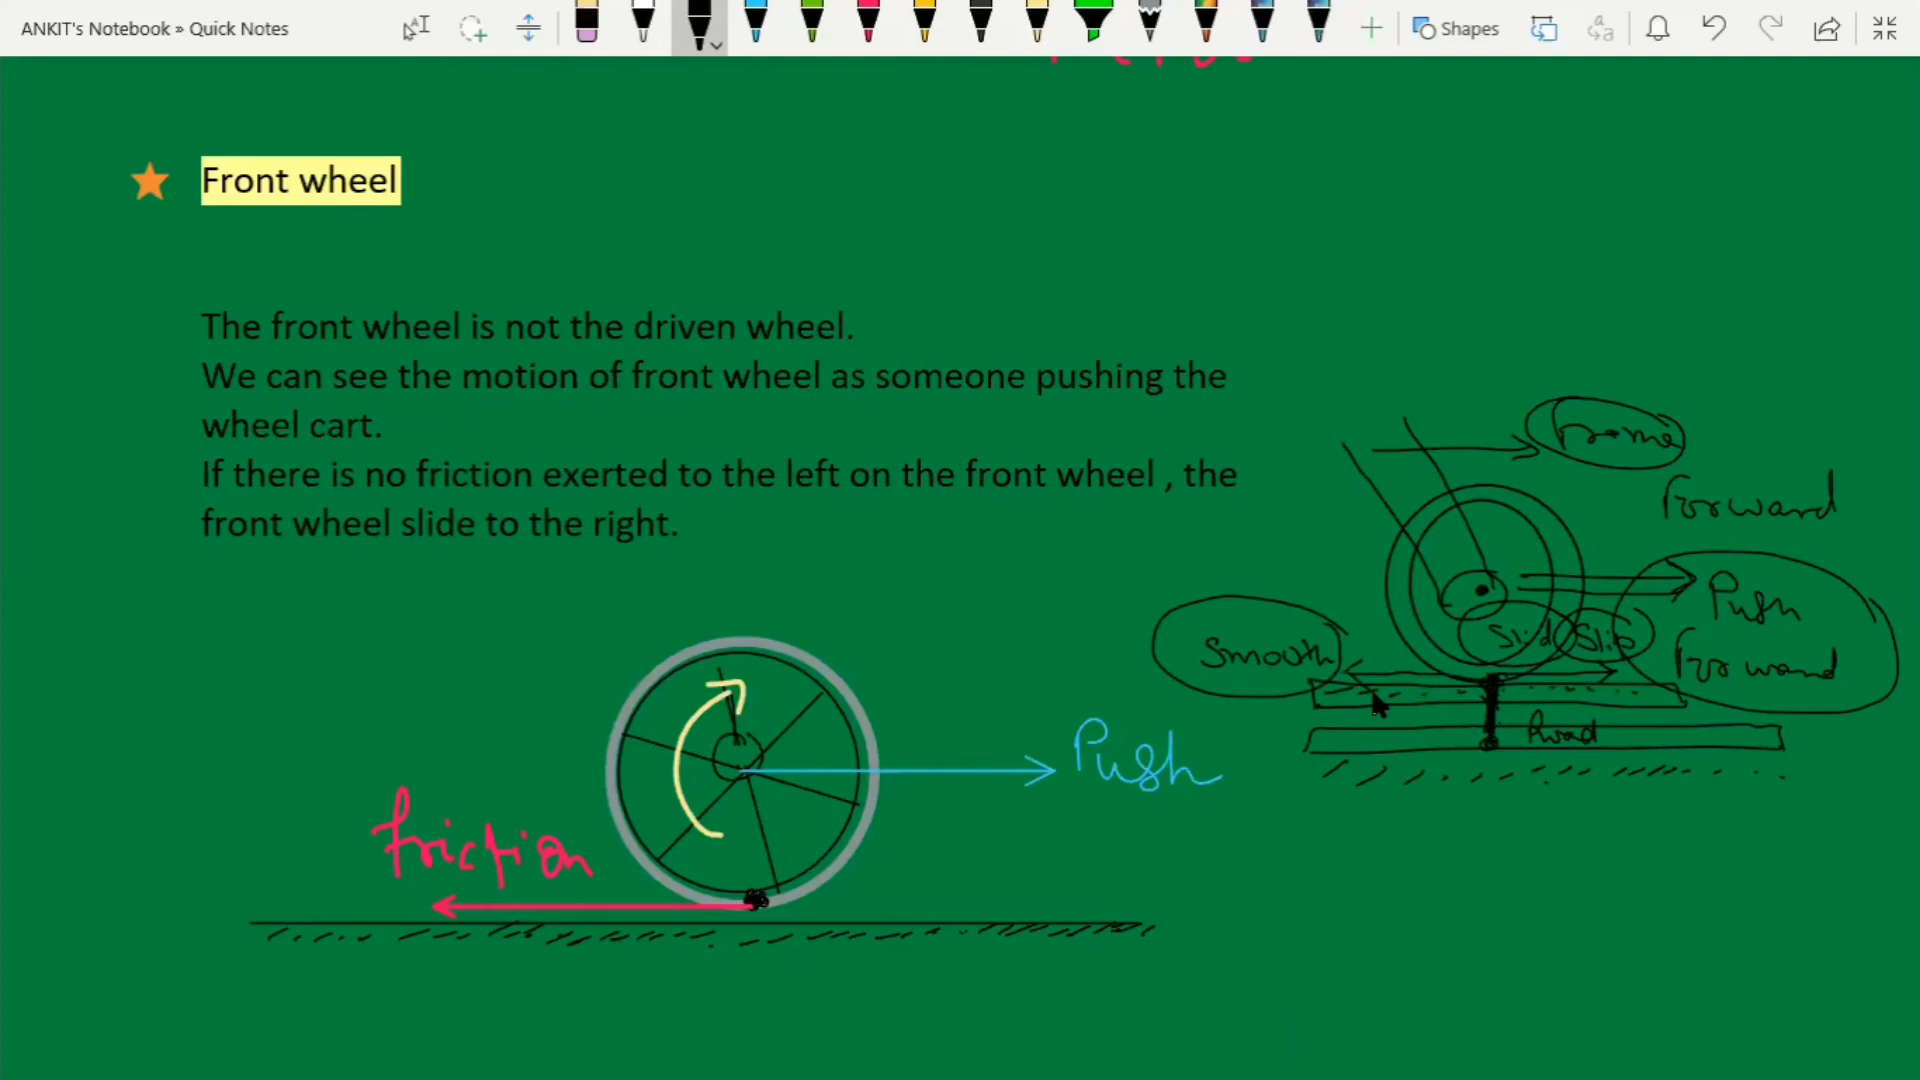 ANKIT's Notebook » Quick Notes
Shapes
Front wheel
The front wheel is not the driven wheel.
We can see the motion of front wheel as someone pushing the
wheel cart.
If there is no friction exerted to the left on the front wheel , the
front wheel slide to the right.
frame
Forward
Push
Forward
Slid
Slip
Smooth
Road
Push
friction